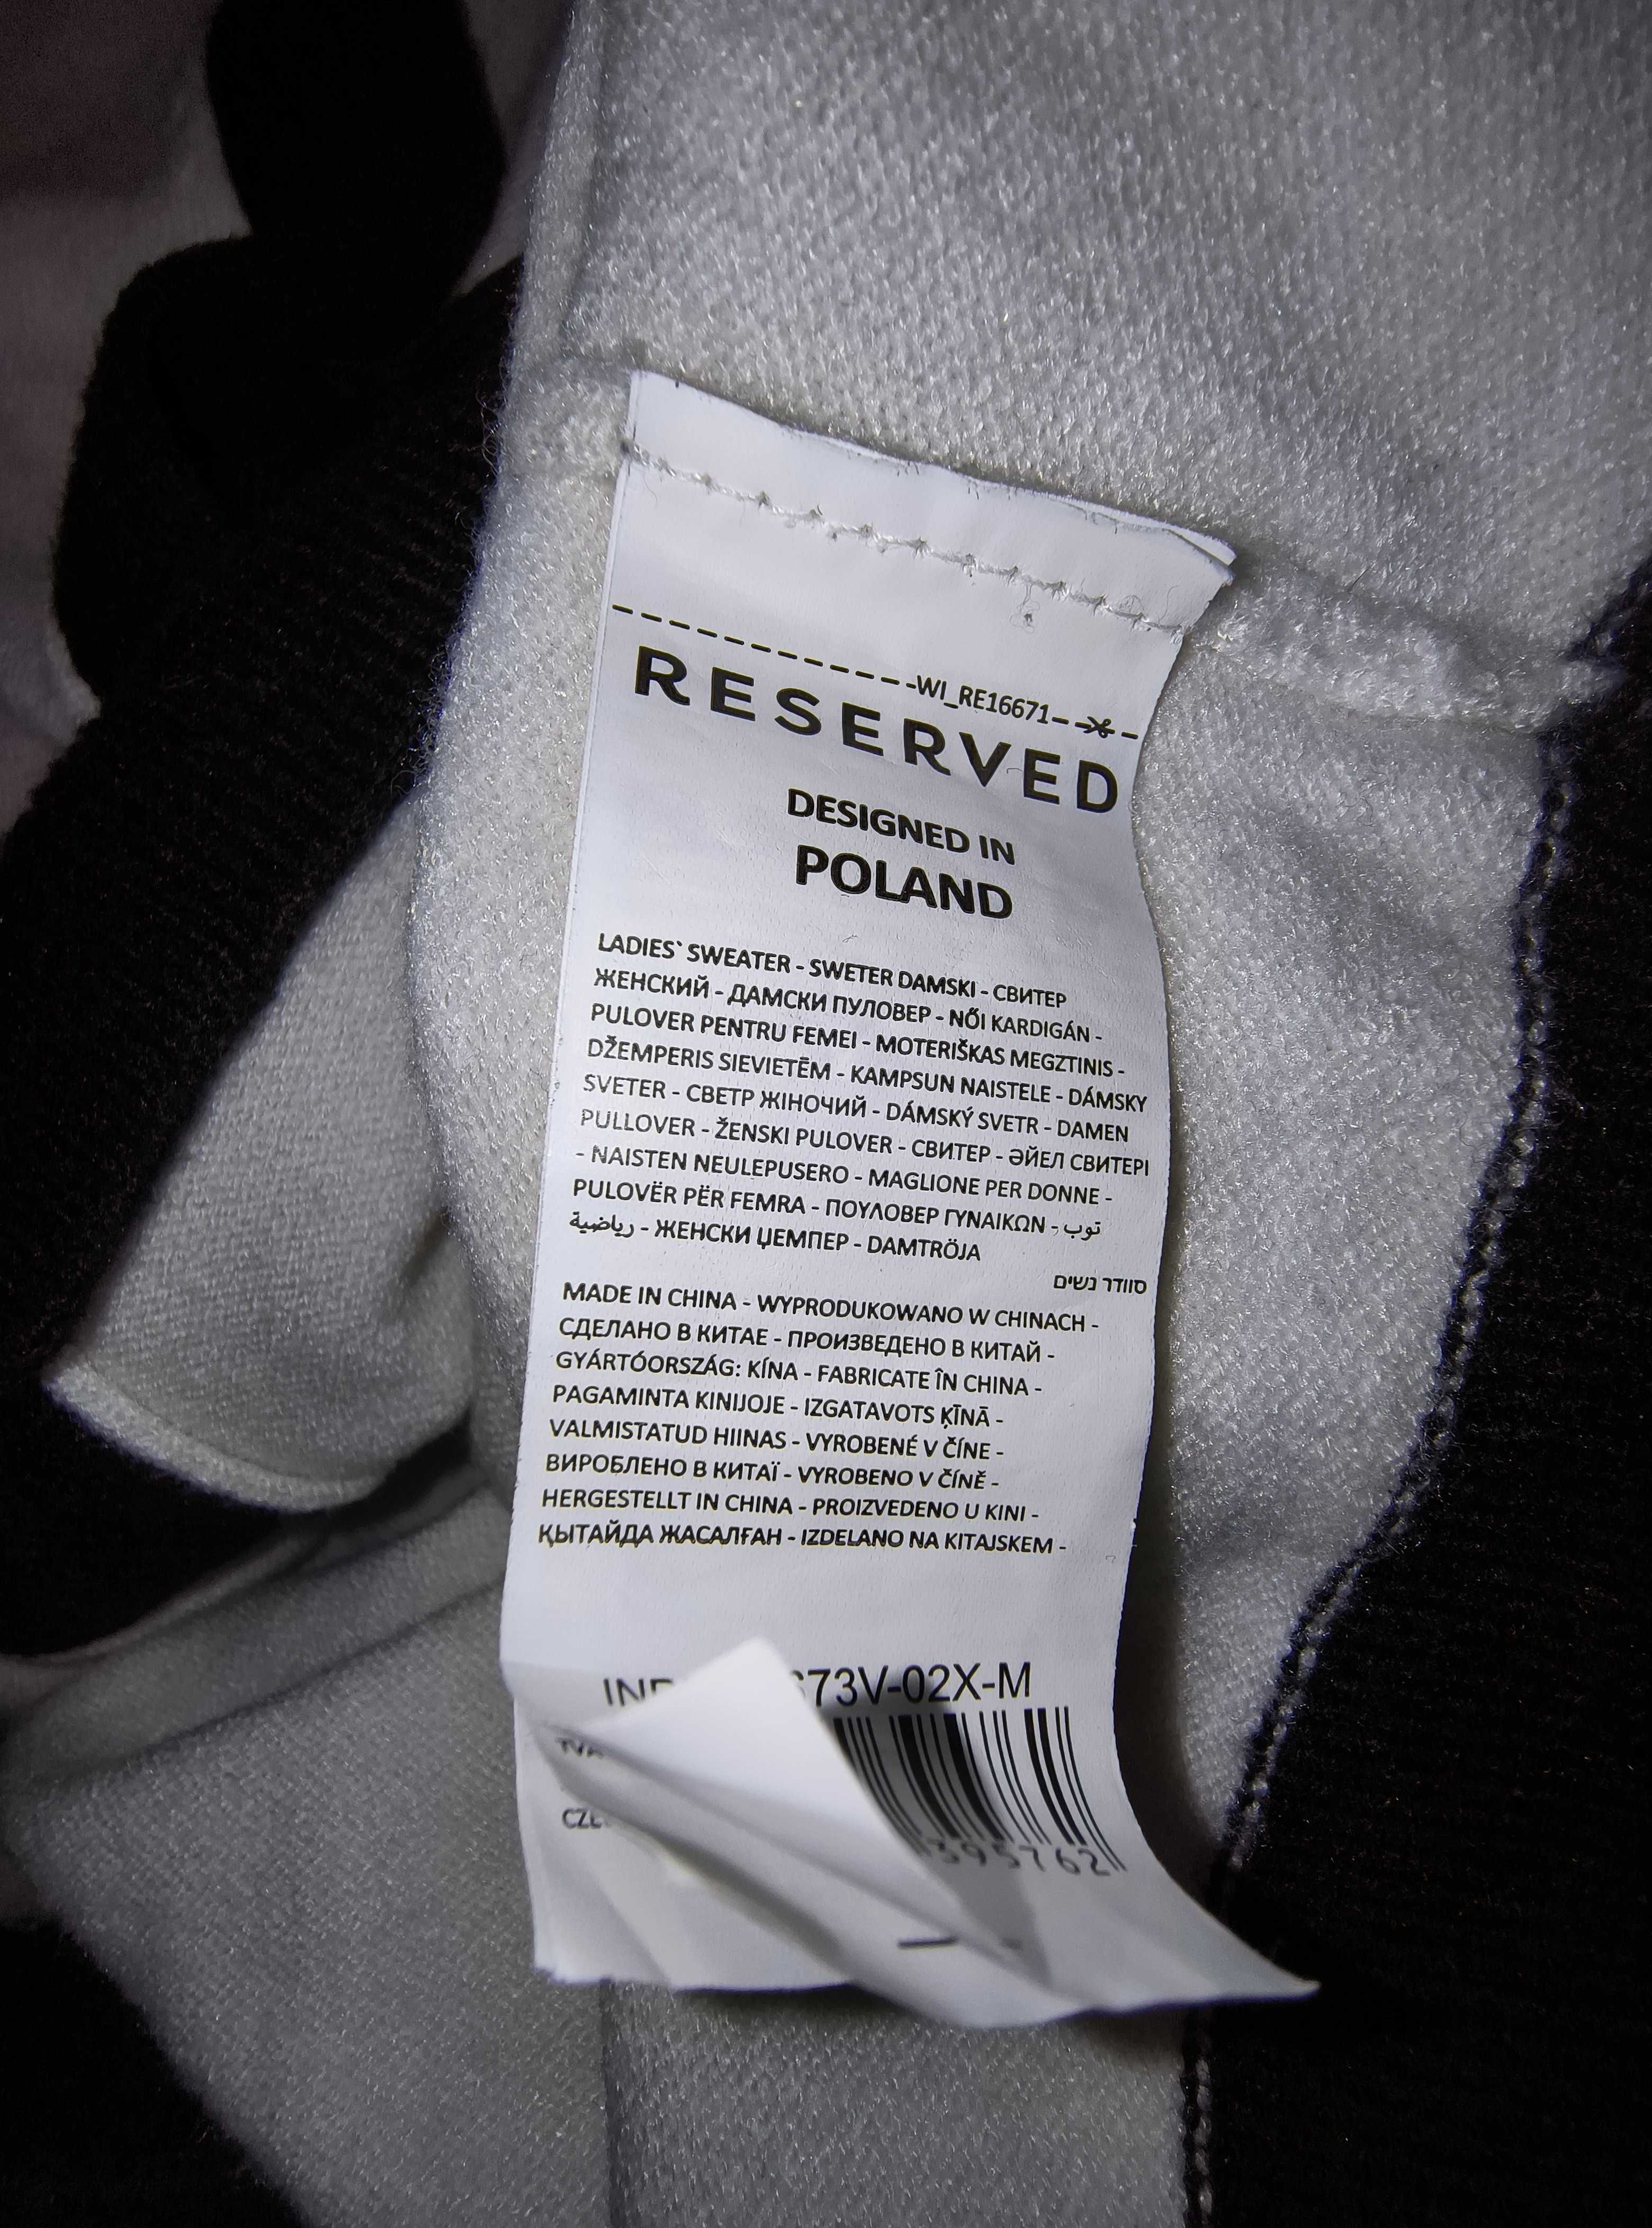 WI_RE16671
RESERVED
DESIGNED IN
POLAND
LADIES` SWEATER - SWETER DAMSKI - СВИТЕР
ЖЕНСКИЙ - ДАМСКИ ПУЛОВЕР - NŐI KARDIGÁN -
PULOVER PENTRU FEMEI - MOTERIŠKAS MEGZTINIS -
DŽEMPERIS SIEVIETĒM - KAMPSUN NAISTELE - DÁMSKY
SVETER - СВЕТР ЖІНОЧИЙ - DÁMSKÝ SVETR - DAMEN
PULLOVER - ŽENSKI PULOVER - СВИТЕР - ӘЙЕЛ СВИТЕРІ
- NAISTEN NEULEPUSERO - MAGLIONE PER DONNE -
PULOVËR PËR FEMRA - ΠΟΥΛΟΒΕΡ ΓΥΝΑΙΚΩΝ - توب
رياضية - ЖЕНСКИ ЏЕМПЕР - DAMTRÖJA
סוודר נשים
MADE IN CHINA - WYPRODUKOWANO W CHINACH -
СДЕЛАНО В КИТАЕ - ПРОИЗВЕДЕНО В КИТАЙ -
GYÁRTÓORSZÁG: KÍNA - FABRICATE ÎN CHINA -
PAGAMINTA KINIJOJE - IZGATAVOTS ĶĪNĀ -
VALMISTATUD HIINAS - VYROBENÉ V ČÍNE -
ВИРОБЛЕНО В КИТАЇ - VYROBENO V ČÍNĚ -
HERGESTELLT IN CHINA - PROIZVEDENO U KINI -
ҚЫТАЙДА ЖАСАЛҒАН - IZDELANO NA KITAJSKEM -
73V-02X-M
395762